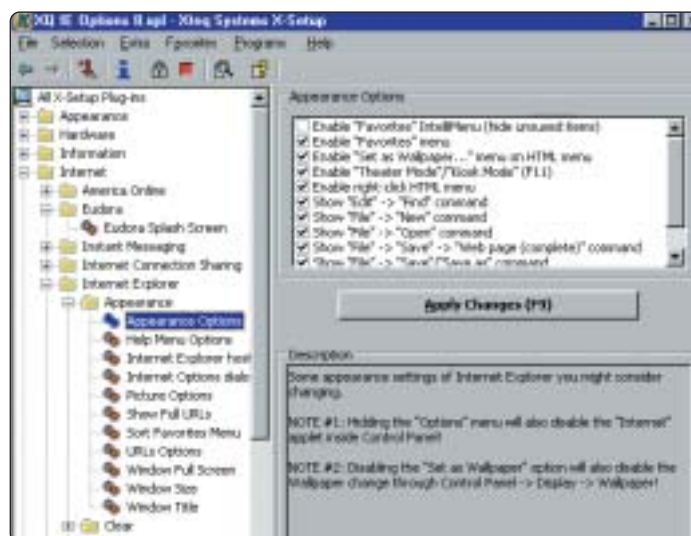 XQ IE Options 8.xpl - Xteq Systems X-Setup
File Selection Extra Favorites Programs Help
All X-Setup Plug-ins
Appearance
Hardware
Information
Internet
America Online
Eudora
Eudora Splash Screen
Instant Messaging
Internet Connection Sharing
Internet Explorer
Appearance
Appearance Options
Help Menu Options
Internet Explorer host
Internet Options dialo
Picture Options
Show Full URLs
Sort Favorites Menu
URLs Options
Window Full Screen
Window Size
Window Title
Clear
Appearance Options
Enable "Favorites" IntelliMenu (hide unused items)
Enable "Favorites" menu
Enable "Set as Wallpaper..." menu on HTML menu
Enable "Theater Mode"/"Kiosk Mode" (F11)
Enable right-click HTML menu
Show "Edit" -> "Find" command
Show "File" -> "New" command
Show "File" -> "Open" command
Show "File" -> "Save" -> "Web page (complete)" command
Show "File" -> "Save"/"Save as" command
Apply Changes (F9)
Description
Some appearance settings of Internet Explorer you might consider
changing.
NOTE #1: Hidding the "Options" menu will also disable the "Internet"
applet inside Control Panel!
NOTE #2: Disabling the "Set as Wallpaper" option will also disable the
Wallpaper change through Control Panel -> Display -> Wallpaper!